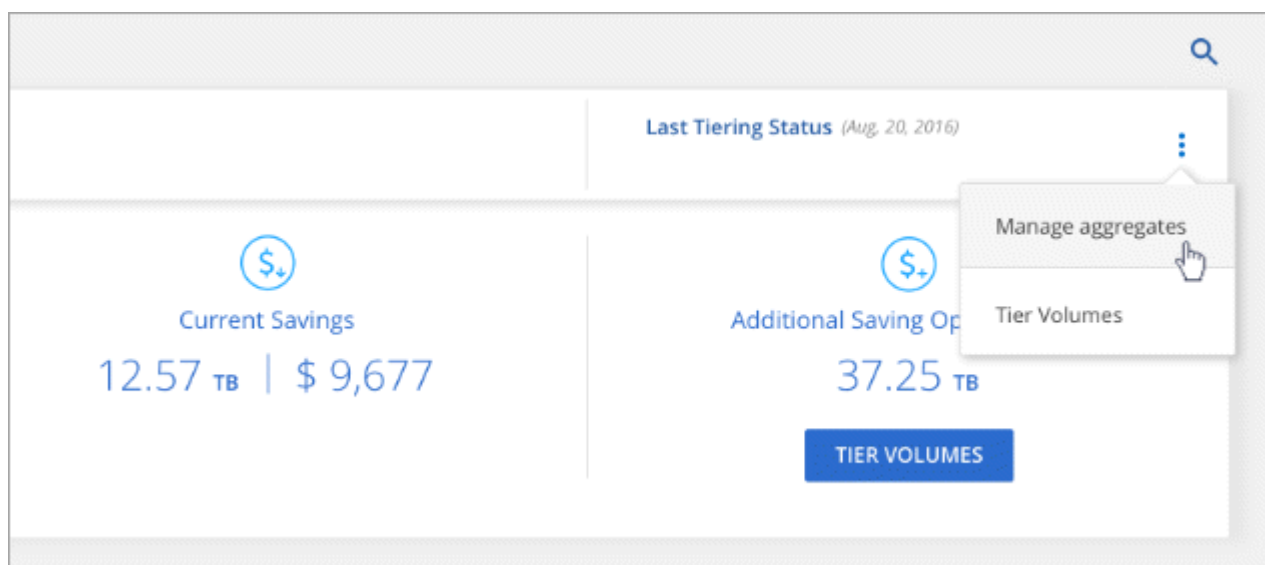 Last Tiering Status (Aug. 20, 2016)
Manage aggregates
Tier Volumes
Current Savings
12.57 TB | $ 9,677
Additional Saving Op
37.25 TB
TIER VOLUMES